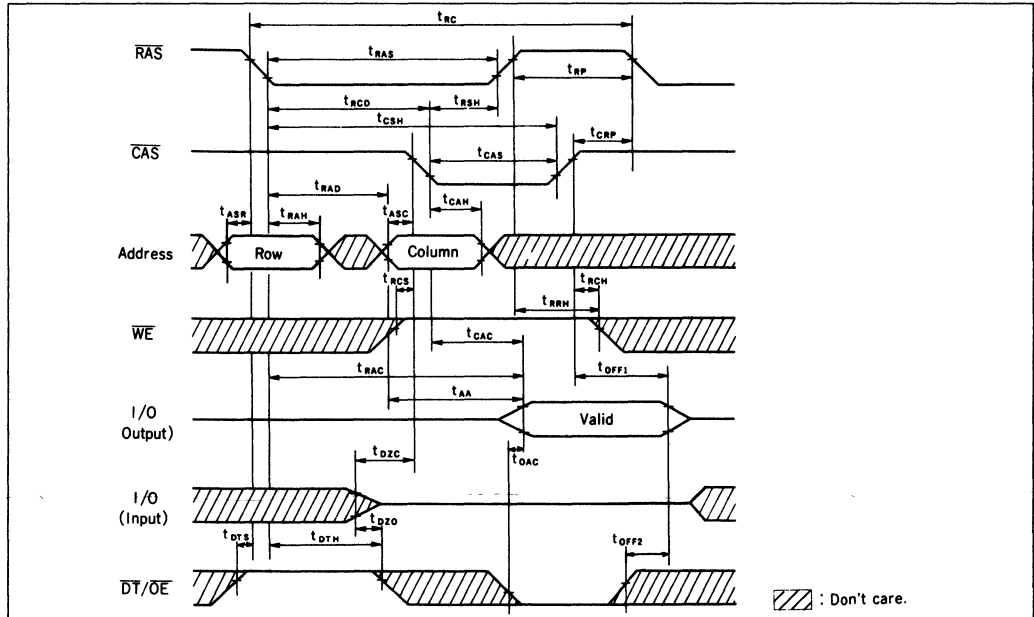 tRC
RAS
tRAS
tRP
tRCD
tRSH
tCSH
tCRP
CAS
tCAS
tRAD
tCAH
tASR
tRAH
tASC
Address
Row
Column
tRCS
tRCH
tRRH
WE
tCAC
tRAC
tOFF1
tAA
I/O
Output)
Valid
tOAC
tDZC
I/O
(Input)
tDZO
tDTS
tDTH
tOFF2
DT/OE
: Don't care.